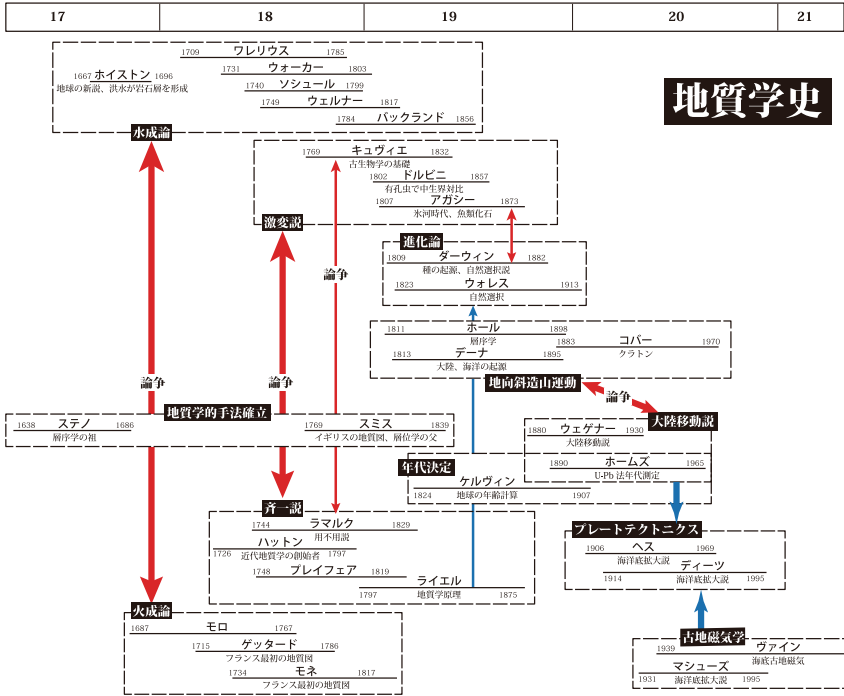 17 18 19 20 21
地質学史
1709 ワレリウス 1785
1667 ホイストン 1696
地球の新説、洪水が岩石層を形成
1731 ウォーカー 1803
1740 ソシュール 1799
1749 ウェルナー 1817
1784 バックランド 1856
水成論
1769 キュヴィエ 1832
古生物学の基礎
1802 ドルビニ 1857
有孔虫で中生界対比
1807 アガシー 1873
氷河時代、魚類化石
激変説
進化論
1809 ダーウィン 1882
種の起源、自然選択説
1823 ウォレス 1913
自然選択
論争
1811 ホール 1898
層序学
1883 コバー 1970
クラトン
1813 デーナ 1895
大陸、海洋の起源
地向斜造山運動
論争
論争
論争
地質学的手法確立
1638 ステノ 1686
層序学の祖
1769 スミス 1839
イギリスの地質図、層位学の父
大陸移動説
1880 ウェゲナー 1930
大陸移動説
1890 ホームズ 1965
U-Pb 法年代測定
年代決定
ケルヴィン
1824 地球の年齢計算 1907
斉一説
1744 ラマルク 1829
用不用説
ハットン
1726 近代地質学の創始者 1797
1748 プレイフェア 1819
ライエル
1797 地質学原理 1875
プレートテクトニクス
1906 ヘス 1969
海洋底拡大説
ディーツ
1914 海洋底拡大説 1995
火成論
1687 モロ 1767
1715 ゲッタード 1786
フランス最初の地質図
1734 モネ 1817
フランス最初の地質図
古地磁気学
1939 ヴァイン
海底古地磁気
マシューズ
1931 海洋底拡大説 1995